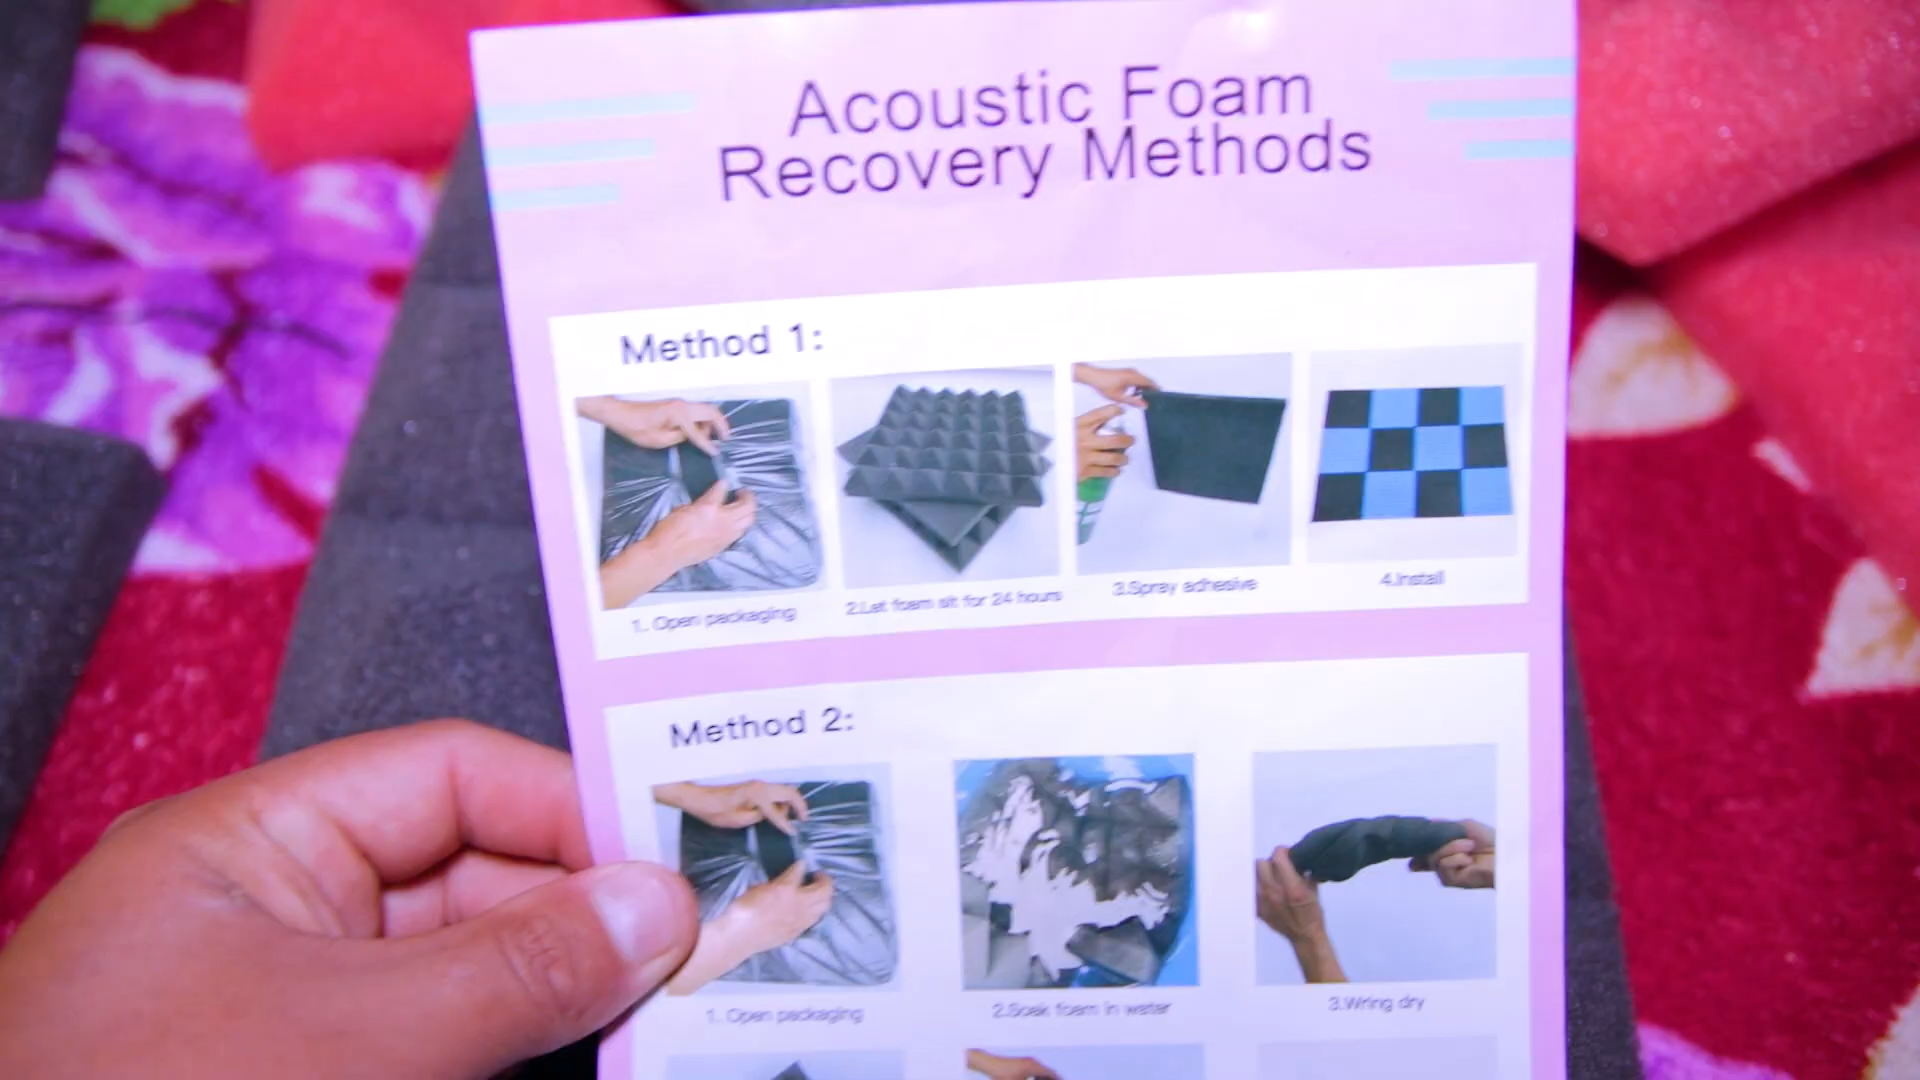 Acoustic Foam
Recovery Methods
Method 1:
1. Open packaging
2.Let foam sit for 24 hours
3.Spray adhesive
4.Install
Method 2:
1. Open packaging
2.Soak foam in water
3.Wring dry